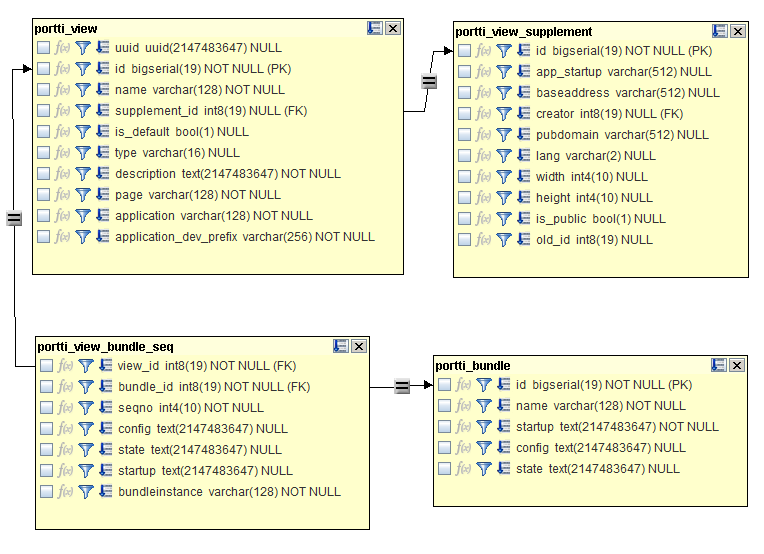 portti_view
uuid uuid(2147483647) NULL
id bigserial(19) NOT NULL (PK)
name varchar(128) NOT NULL
supplement_id int8(19) NULL (FK)
is_default bool(1) NULL
type varchar(16) NULL
description text(2147483647) NOT NULL
page varchar(128) NOT NULL
application varchar(128) NOT NULL
application_dev_prefix varchar(256) NOT NULL
portti_view_supplement
id bigserial(19) NOT NULL (PK)
app_startup varchar(512) NULL
baseaddress varchar(512) NULL
creator int8(19) NULL (FK)
pubdomain varchar(512) NULL
lang varchar(2) NULL
width int4(10) NULL
height int4(10) NULL
is_public bool(1) NULL
old_id int8(19) NULL
portti_view_bundle_seq
view_id int8(19) NOT NULL (FK)
bundle_id int8(19) NOT NULL (FK)
seqno int4(10) NOT NULL
config text(2147483647) NULL
state text(2147483647) NULL
startup text(2147483647) NULL
bundleinstance varchar(128) NOT NULL
portti_bundle
id bigserial(19) NOT NULL (PK)
name varchar(128) NOT NULL
startup text(2147483647) NOT NULL
config text(2147483647) NULL
state text(2147483647) NULL